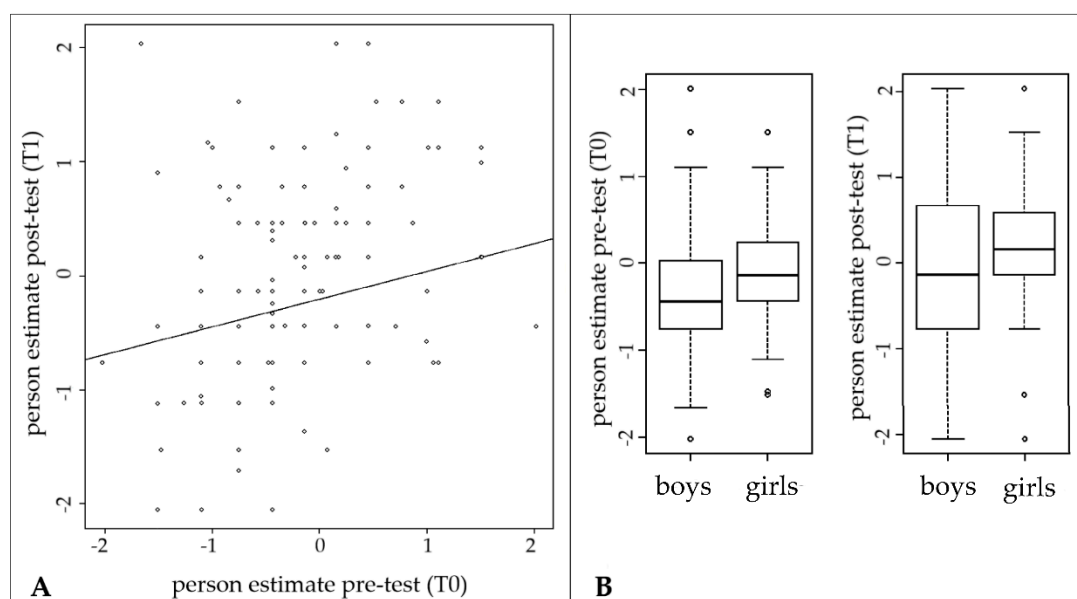 person estimate post-test (T1)
2
1
0
-1
-2
-2
-1
0
1
2
person estimate pre-test (T0)
A
person estimate pre-test (T0)
2
1
0
-1
-2
boys
girls
person estimate post-test (T1)
2
1
0
-1
-2
boys
girls
B